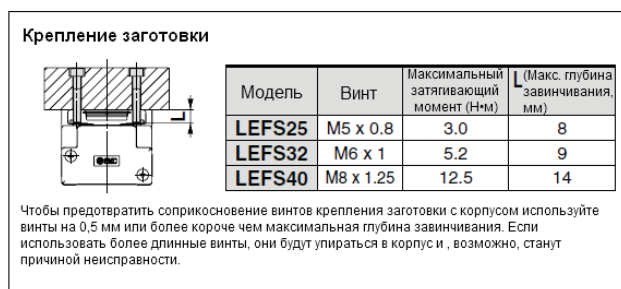 Крепление заготовки
L
SMC
Модель
Винт
Максимальный
затягивающий
момент (Н•м)
L (Макс. глубина
завинчивания,
мм)
LEFS25 M5 x 0.8 3.0 8
LEFS32 M6 x 1 5.2 9
LEFS40 M8 x 1.25 12.5 14
Чтобы предотвратить соприкосновение винтов крепления заготовки с корпусом используйте
винты на 0,5 мм или более короче чем максимальная глубина завинчивания. Если
использовать более длинные винты, они будут упираться в корпус и , возможно, станут
причиной неисправности.